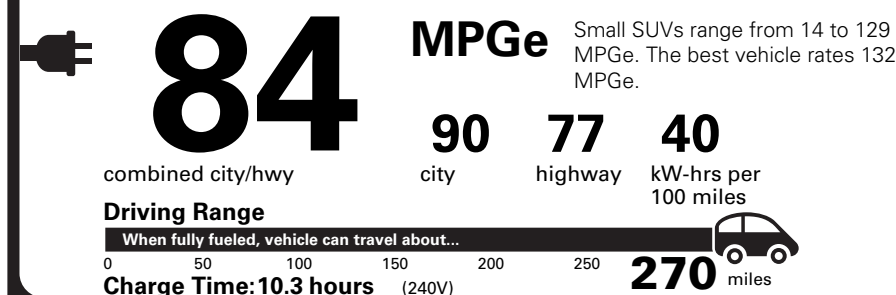 84 MPGe
Small SUVs range from 14 to 129
MPGe. The best vehicle rates 132
MPGe.
combined city/hwy
90
city
77
highway
40
kW-hrs per
100 miles
Driving Range
When fully fueled, vehicle can travel about...
0 50 100 150 200 250 270 miles
Charge Time: 10.3 hours (240V)